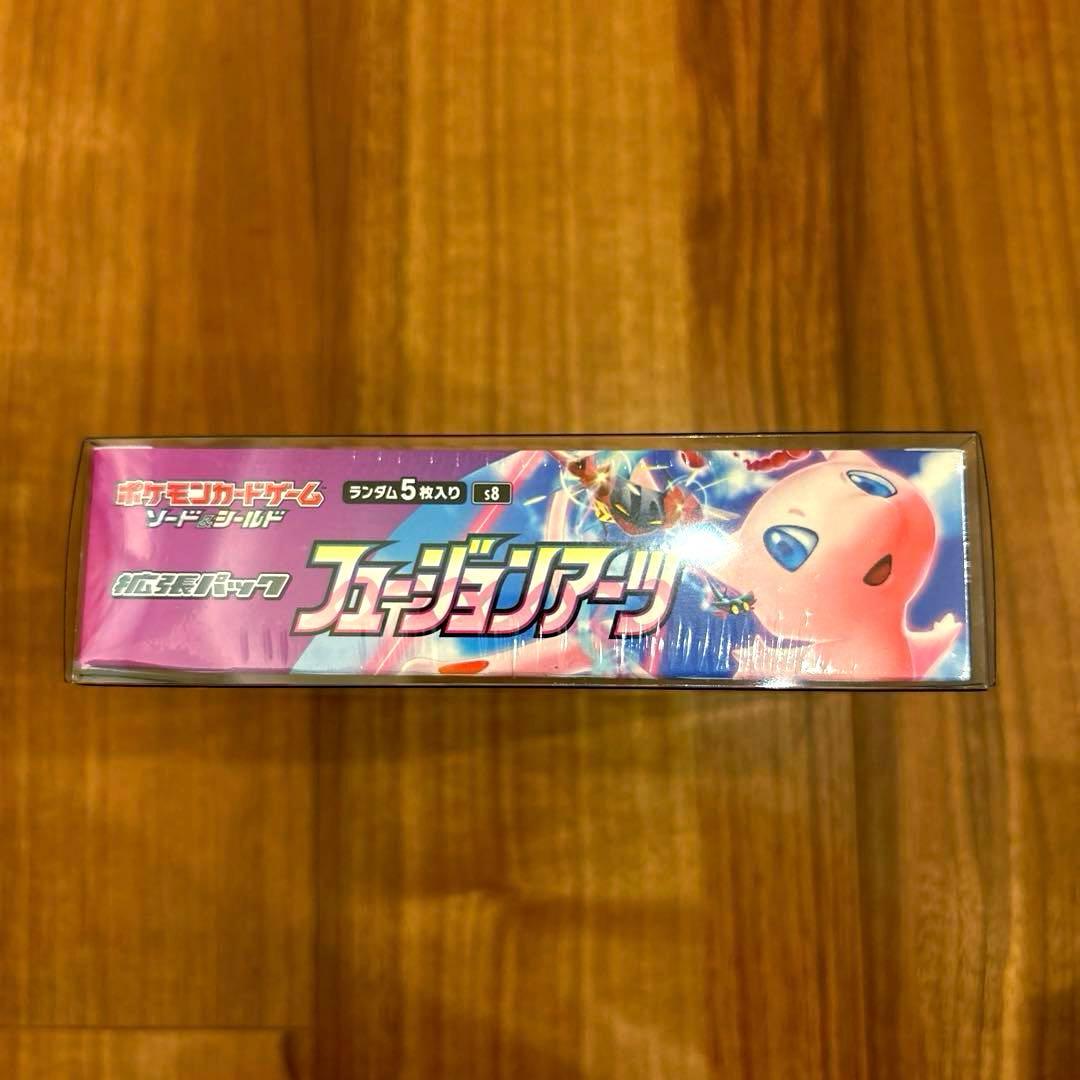 ポケモンカードゲーム
ソード&シールド
ランダム5枚入り s8
拡張パック
フュージョンアーツ